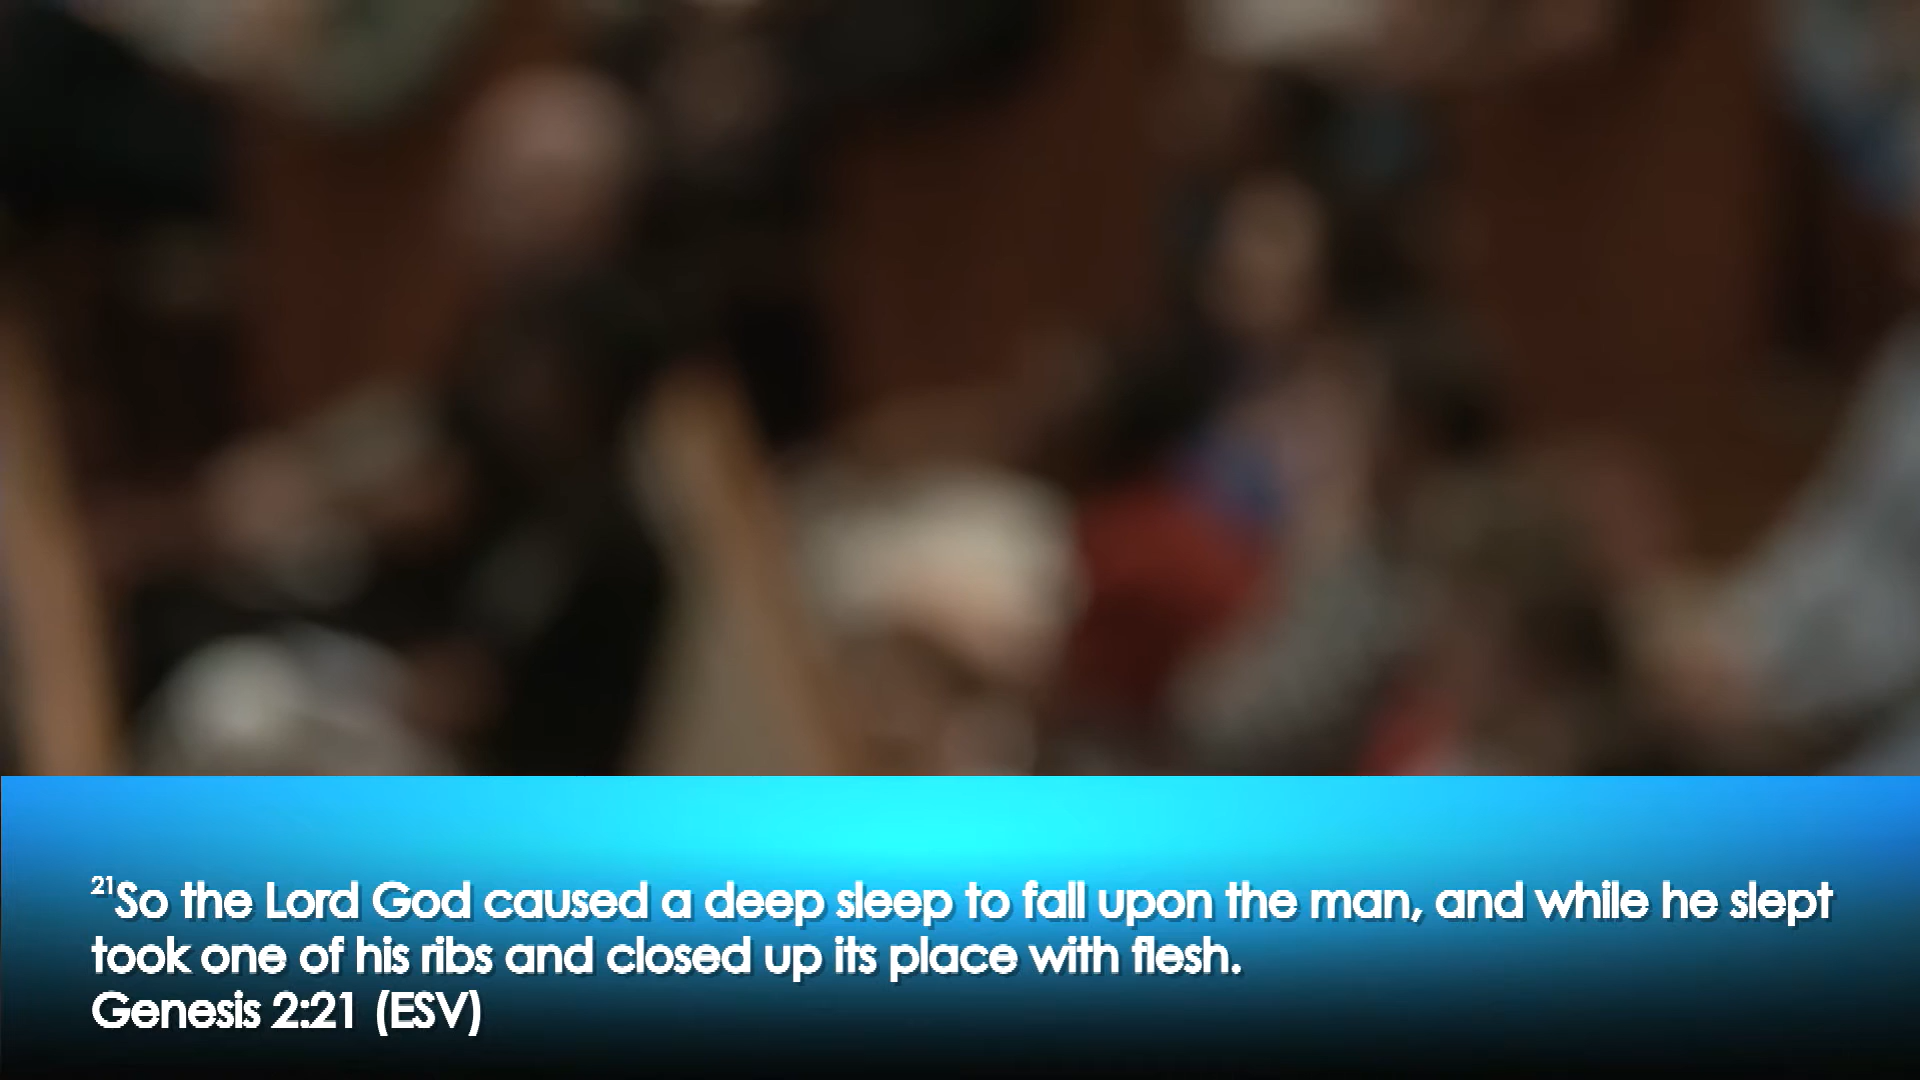 21So the Lord God caused a deep sleep to fall upon the man, and while he slept
took one of his ribs and closed up its place with flesh.
Genesis 2:21 (ESV)